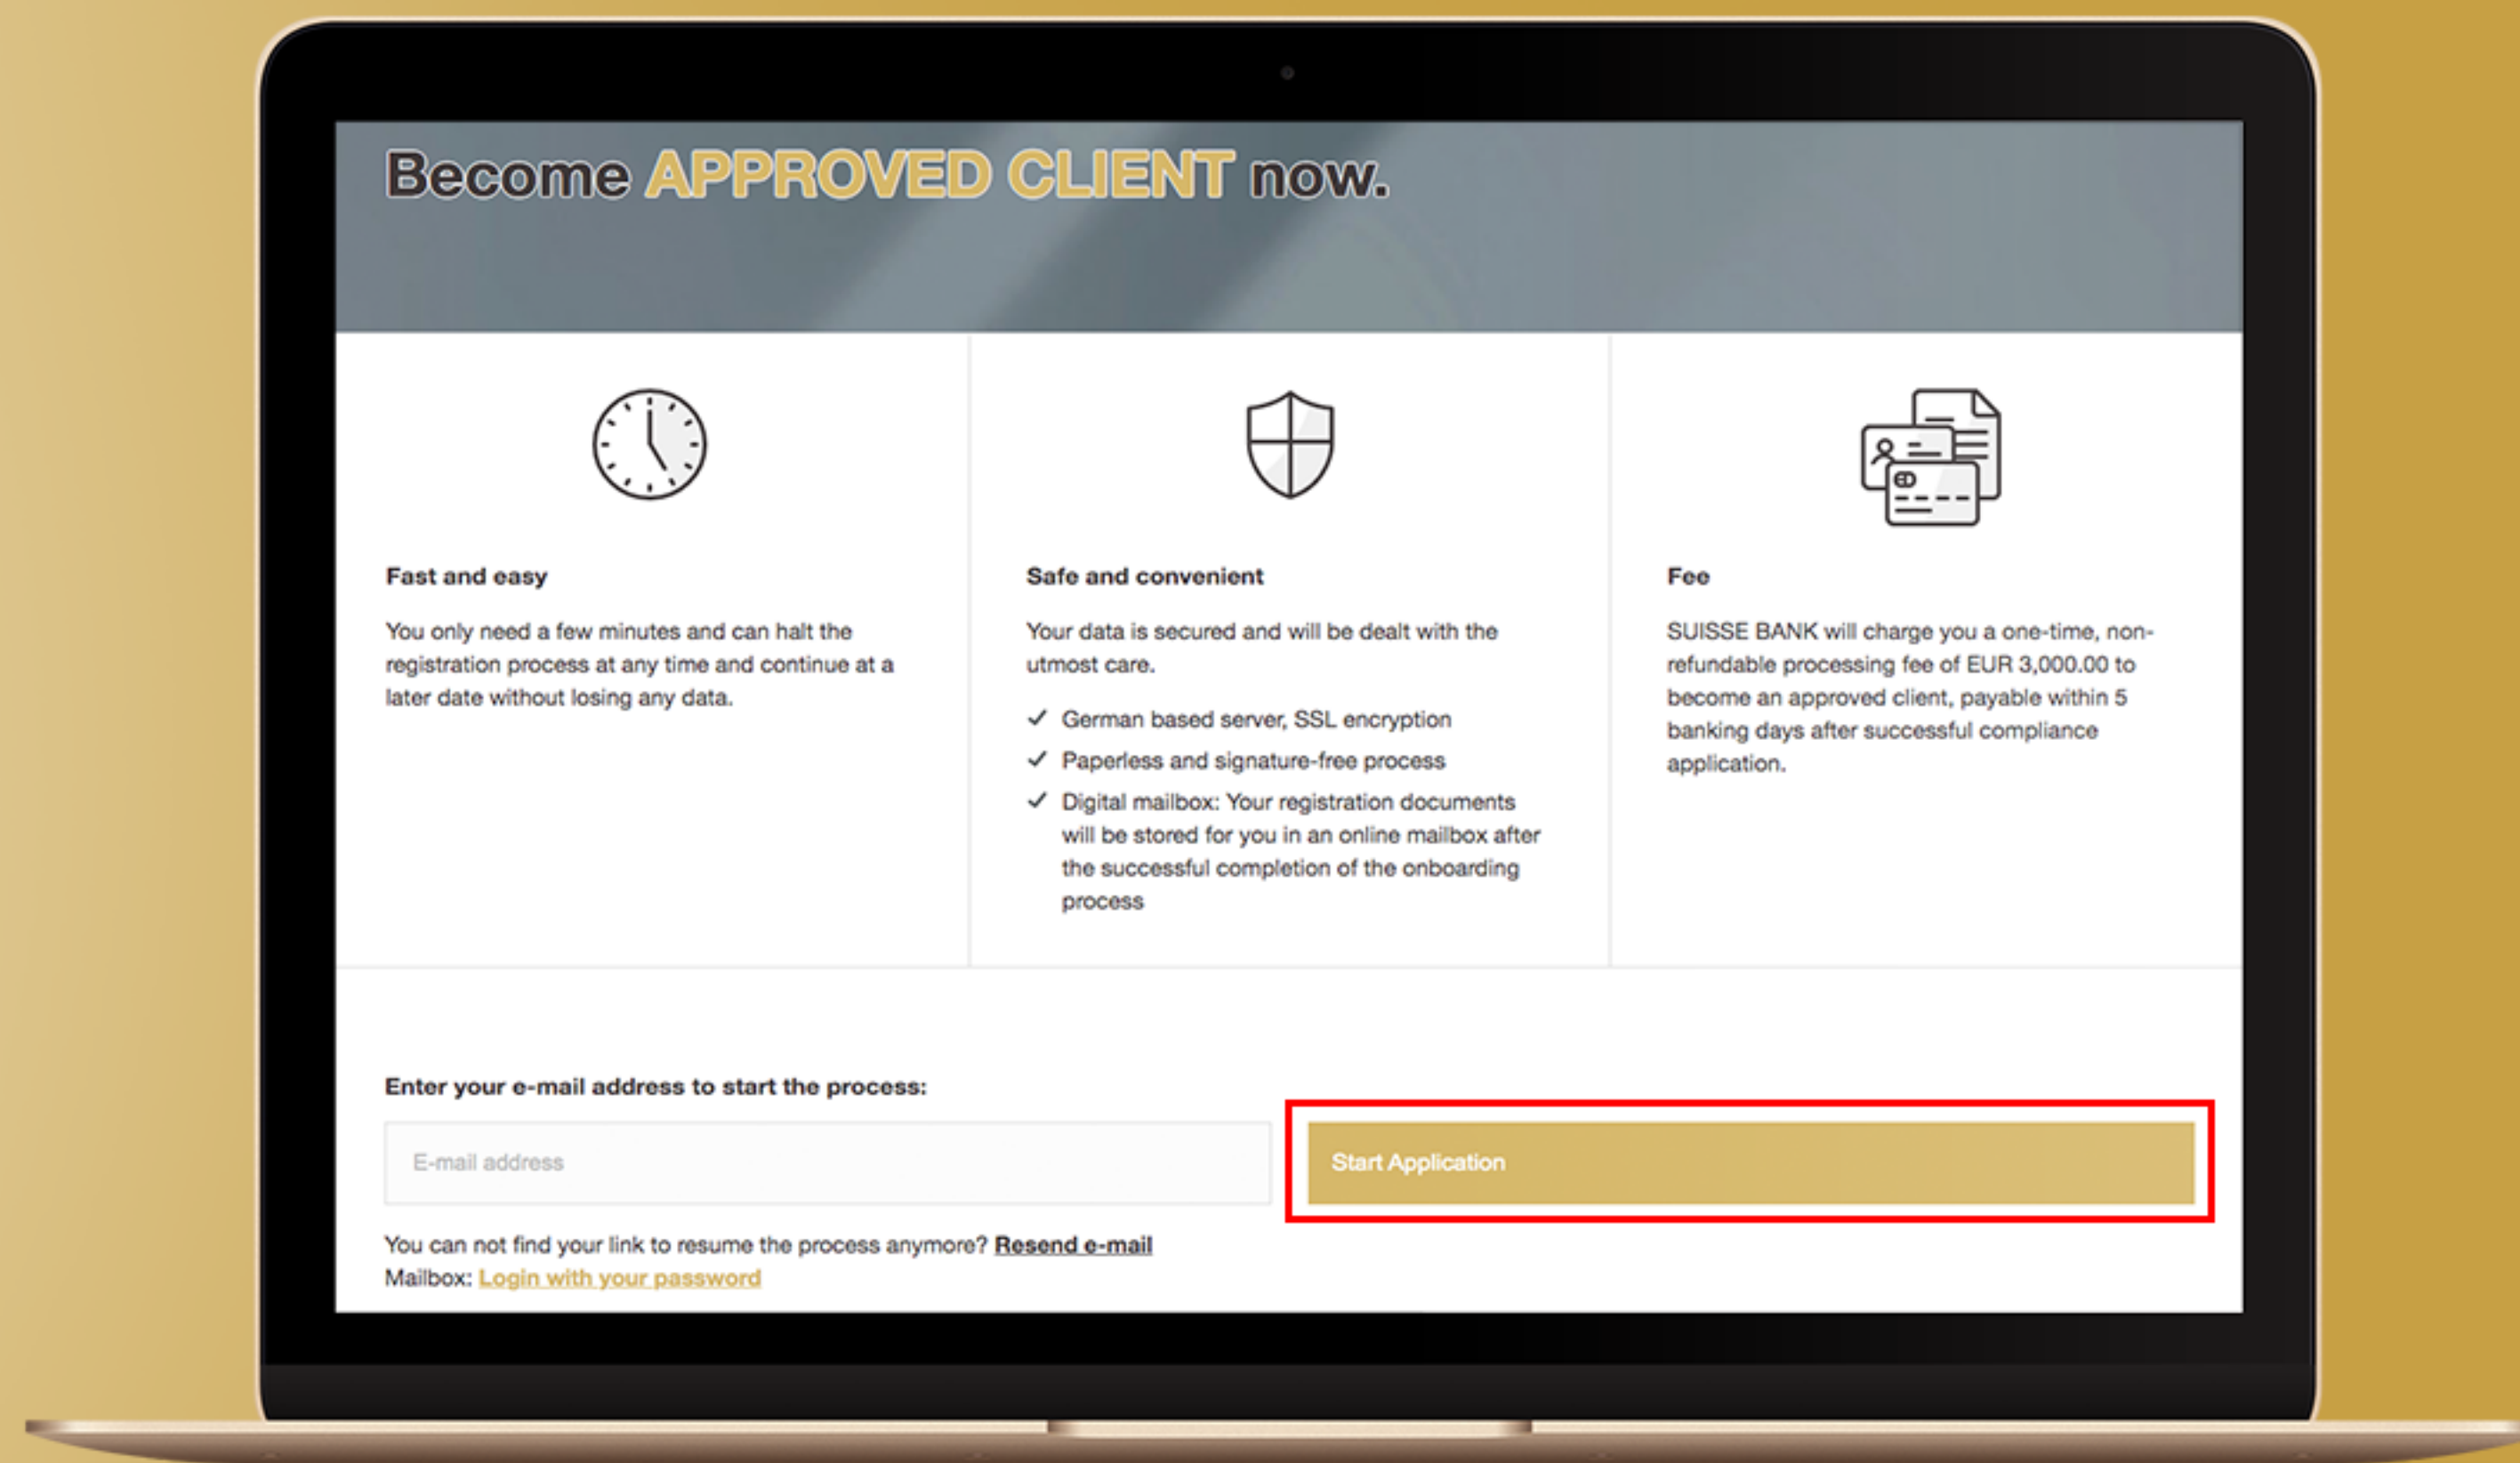 Become APPROVED CLIENT now.
Fast and easy
You only need a few minutes and can halt the
registration process at any time and continue at a
later date without losing any data.
Safe and convenient
Your data is secured and will be dealt with the
utmost care.
✓ German based server, SSL encryption
✓ Paperless and signature-free process
✓ Digital mailbox: Your registration documents
will be stored for you in an online mailbox after
the successful completion of the onboarding
process
Fee
SUISSE BANK will charge you a one-time, non-
refundable processing fee of EUR 3,000.00 to
become an approved client, payable within 5
banking days after successful compliance
application.
Enter your e-mail address to start the process:
E-mail address
Start Application
You can not find your link to resume the process anymore? Resend e-mail
Mailbox: Login with your password